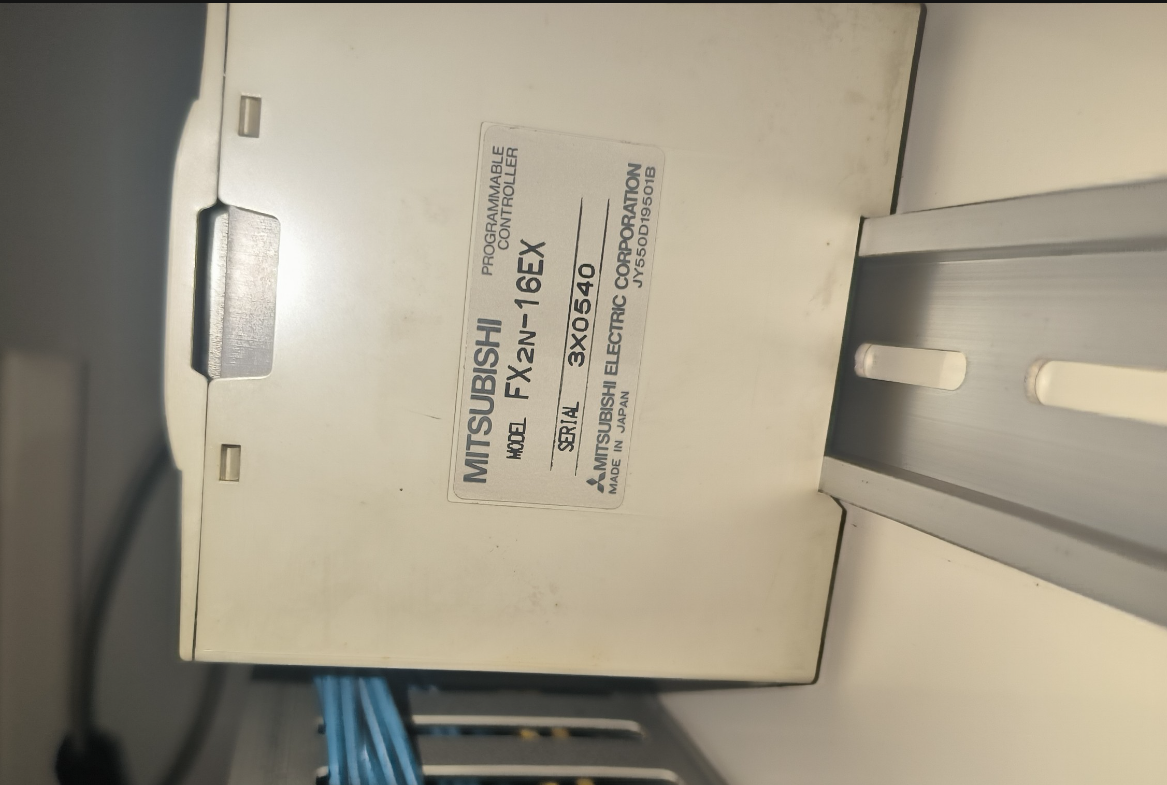 MITSUBISHI
PROGRAMMABLE
CONTROLLER
MODEL FX2N-16EX
SERIAL 3X0540
MITSUBISHI ELECTRIC CORPORATION
MADE IN JAPAN JY550D19501B